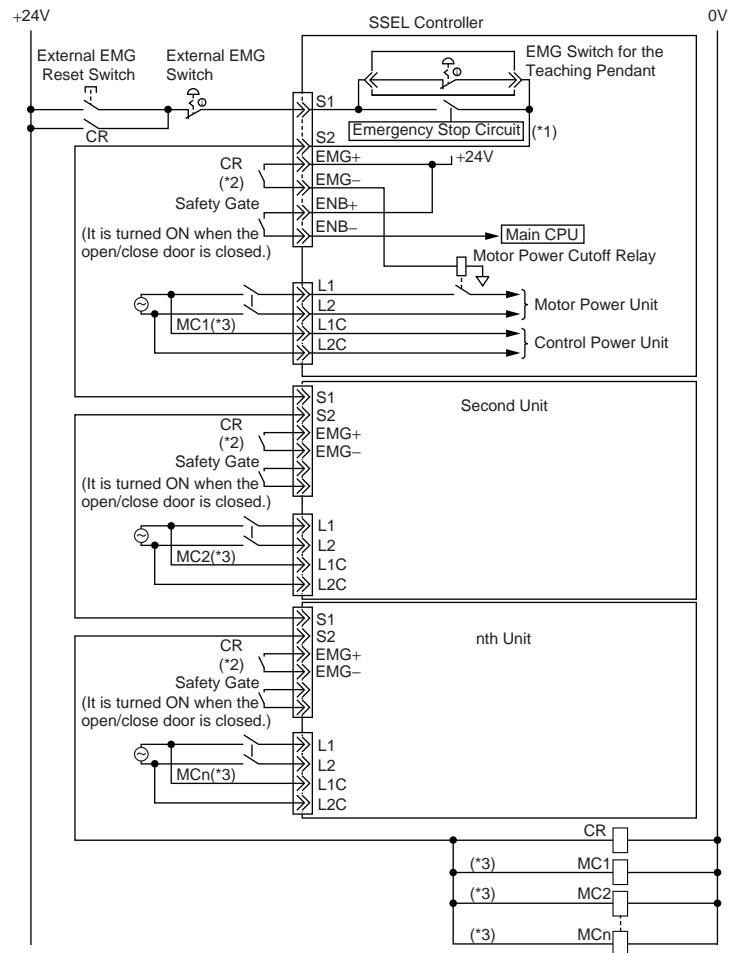 +24V
0V
SSEL Controller
External EMG
Reset Switch
External EMG
Switch
EMG Switch for the
Teaching Pendant
S1
CR
Emergency Stop Circuit (*1)
S2
EMG+
+24V
CR
(*2)
EMG−
Safety Gate
ENB+
(It is turned ON when the
open/close door is closed.)
ENB−
Main CPU
Motor Power Cutoff Relay
L1
L2
Motor Power Unit
MC1(*3)
L1C
L2C
Control Power Unit
S1
Second Unit
S2
CR
(*2)
EMG+
EMG−
Safety Gate
(It is turned ON when the
open/close door is closed.)
L1
L2
MC2(*3)
L1C
L2C
S1
S2
nth Unit
CR
(*2)
EMG+
EMG−
Safety Gate
(It is turned ON when the
open/close door is closed.)
L1
L2
MCn(*3)
L1C
L2C
CR
(*3) MC1
(*3) MC2
(*3) MCn